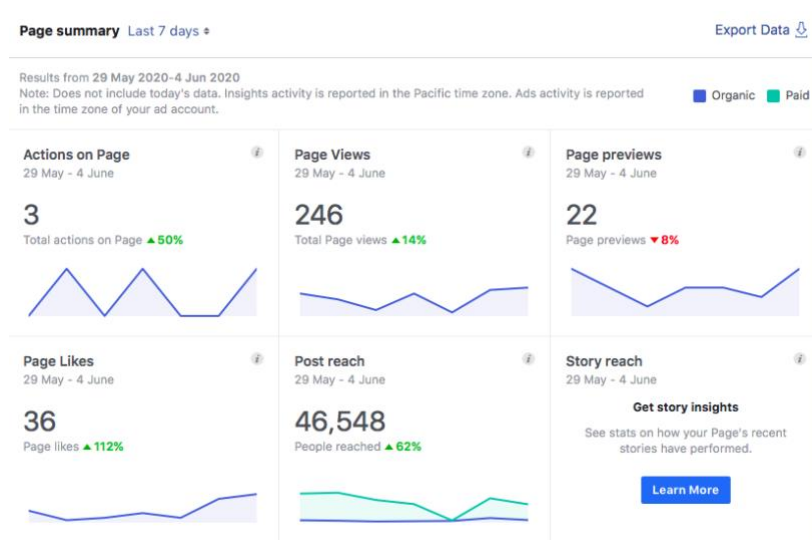 Page summary Last 7 days
Export Data
Results from 29 May 2020-4 Jun 2020
Note: Does not include today's data. Insights activity is reported in the Pacific time zone. Ads activity is reported
in the time zone of your ad account.
Organic Paid
Actions on Page
29 May - 4 June
3
Total actions on Page ▲50%
Page Views
29 May - 4 June
246
Total Page views ▲14%
Page previews
29 May - 4 June
22
Page previews ▼8%
Page Likes
29 May - 4 June
36
Page likes ▲112%
Post reach
29 May - 4 June
46,548
People reached ▲62%
Story reach
29 May - 4 June
Get story insights
See stats on how your Page's recent
stories have performed.
Learn More